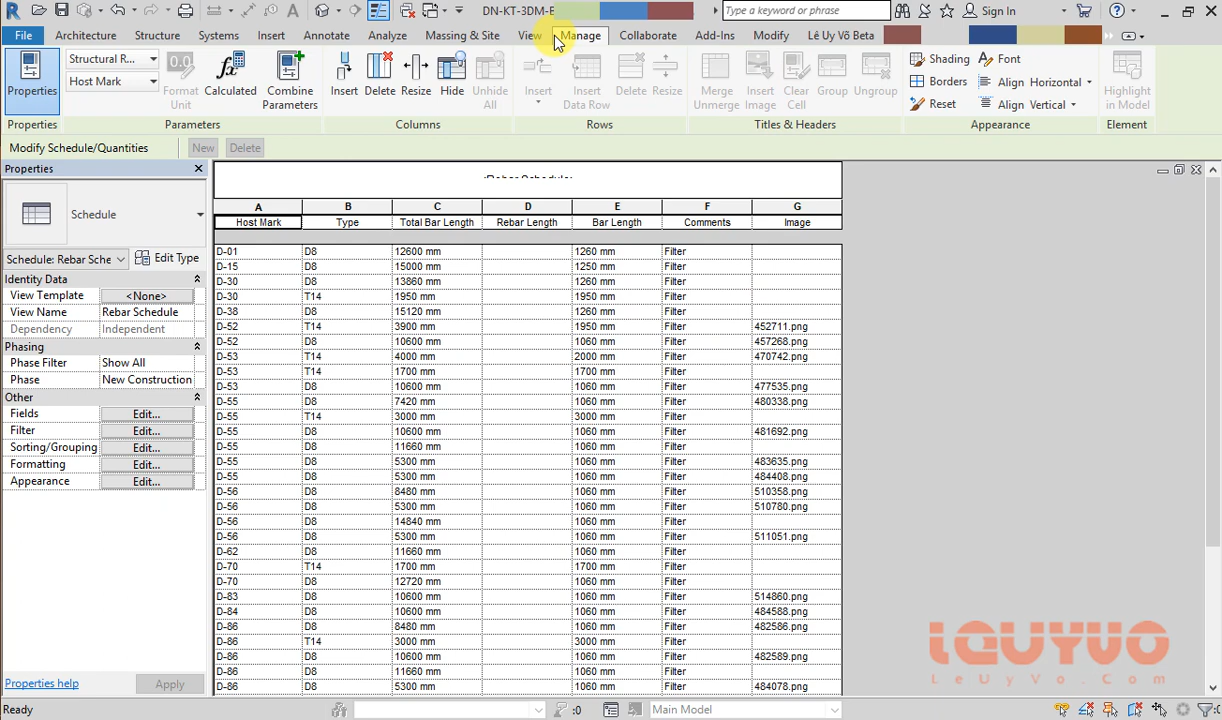 DN-KT-3DM-E
Type a keyword or phrase
Sign In
File Architecture Structure Systems Insert Annotate Analyze Massing & Site View Manage Collaborate Add-Ins Modify Lê Uy Võ Beta
Properties
Structural R...
Host Mark
Format Unit
Calculated
Combine Parameters
Insert Delete Resize Hide Unhide All
Insert Insert Data Row Delete Resize
Merge Unmerge Insert Image Clear Cell Group Ungroup
Shading Font
Borders Align Horizontal
Reset Align Vertical
Highlight in Model
Properties Parameters Columns Rows Titles & Headers Appearance Element
Modify Schedule/Quantities New Delete
Properties
Schedule
Schedule: Rebar Sche Edit Type
Identity Data
View Template <None>
View Name Rebar Schedule
Dependency Independent
Phasing
Phase Filter Show All
Phase New Construction
Other
Fields Edit...
Filter Edit...
Sorting/Grouping Edit...
Formatting Edit...
Appearance Edit...
Properties help Apply
<Rebar Schedule>
A B C D E F G
Host Mark Type Total Bar Length Rebar Length Bar Length Comments Image
D-01 D8 12600 mm 1260 mm Filter
D-15 D8 15000 mm 1250 mm Filter
D-30 D8 13860 mm 1260 mm Filter
D-30 T14 1950 mm 1950 mm Filter
D-38 D8 15120 mm 1260 mm Filter
D-52 T14 3900 mm 1950 mm Filter 452711.png
D-52 D8 10600 mm 1060 mm Filter 457268.png
D-53 T14 4000 mm 2000 mm Filter 470742.png
D-53 T14 1700 mm 1700 mm Filter
D-53 D8 10600 mm 1060 mm Filter 477535.png
D-55 D8 7420 mm 1060 mm Filter 480338.png
D-55 T14 3000 mm 3000 mm Filter
D-55 D8 10600 mm 1060 mm Filter 481692.png
D-55 D8 11660 mm 1060 mm Filter
D-55 D8 5300 mm 1060 mm Filter 483635.png
D-55 D8 5300 mm 1060 mm Filter 484408.png
D-56 D8 8480 mm 1060 mm Filter 510358.png
D-56 D8 5300 mm 1060 mm Filter 510780.png
D-56 D8 14840 mm 1060 mm Filter
D-56 D8 5300 mm 1060 mm Filter 511051.png
D-62 D8 11660 mm 1060 mm Filter
D-70 T14 1700 mm 1700 mm Filter
D-70 D8 12720 mm 1060 mm Filter
D-83 D8 10600 mm 1060 mm Filter 514860.png
D-84 D8 10600 mm 1060 mm Filter 484588.png
D-86 D8 8480 mm 1060 mm Filter 482586.png
D-86 T14 3000 mm 3000 mm Filter
D-86 D8 10600 mm 1060 mm Filter 482589.png
D-86 D8 11660 mm 1060 mm Filter
D-86 D8 5300 mm 1060 mm Filter 484078.png
LEUYVO
LeUyVo.Com
Ready :0 Main Model :0